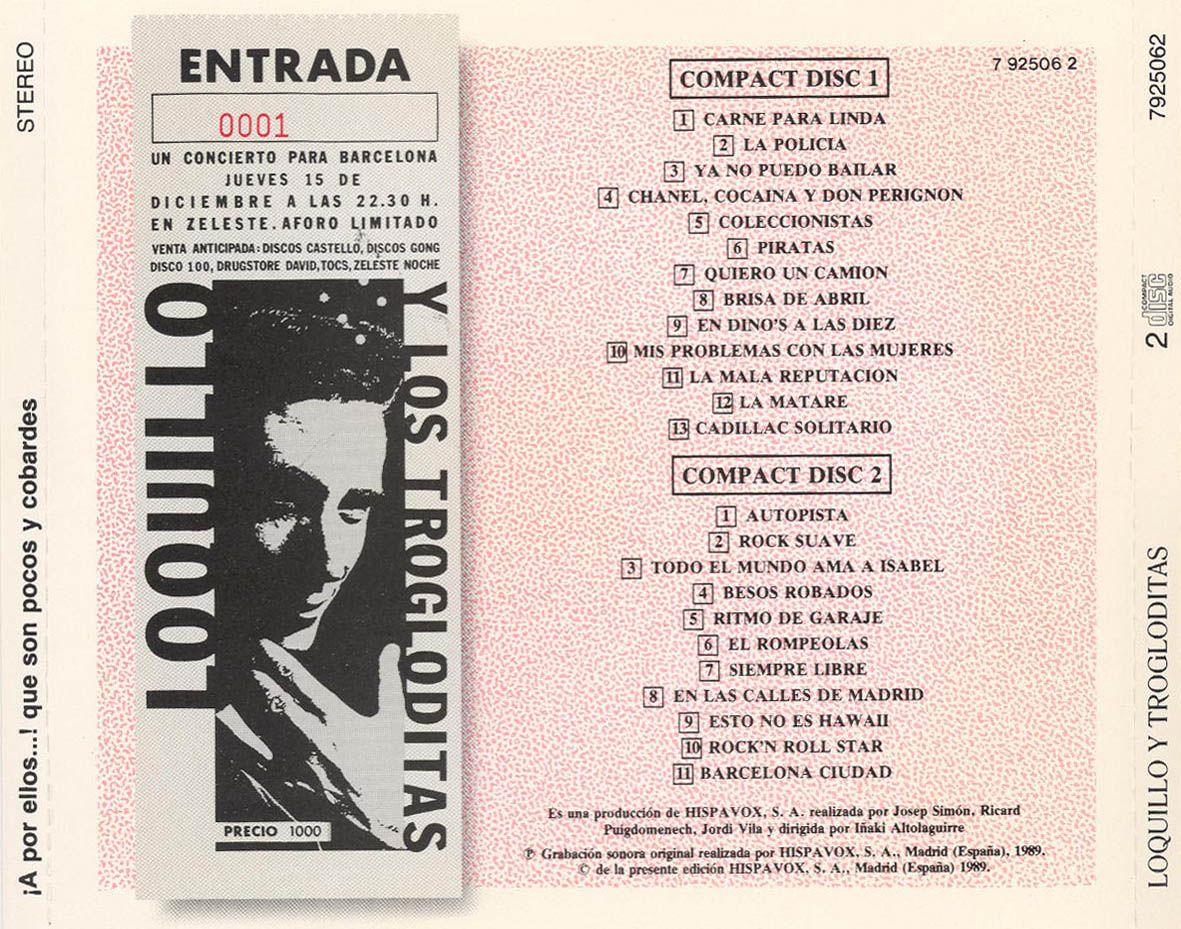 STEREO
¡A por ellos...! que son pocos y cobardes
ENTRADA
0001
UN CONCIERTO PARA BARCELONA
JUEVES 15 DE
DICIEMBRE A LAS 22.30 H.
EN ZELESTE. AFORO LIMITADO
VENTA ANTICIPADA: DISCOS CASTELLO, DISCOS GONG
DISCO 100, DRUGSTORE DAVID, TOCS, ZELESTE NOCHE
LOQUILLO
Y LOS TROGLODITAS
PRECIO 1000
7 92506 2
COMPACT DISC 1
1 CARNE PARA LINDA
2 LA POLICIA
3 YA NO PUEDO BAILAR
4 CHANEL, COCAINA Y DON PERIGNON
5 COLECCIONISTAS
6 PIRATAS
7 QUIERO UN CAMION
8 BRISA DE ABRIL
9 EN DINO'S A LAS DIEZ
10 MIS PROBLEMAS CON LAS MUJERES
11 LA MALA REPUTACION
12 LA MATARE
13 CADILLAC SOLITARIO
COMPACT DISC 2
1 AUTOPISTA
2 ROCK SUAVE
3 TODO EL MUNDO AMA A ISABEL
4 BESOS ROBADOS
5 RITMO DE GARAJE
6 EL ROMPEOLAS
7 SIEMPRE LIBRE
8 EN LAS CALLES DE MADRID
9 ESTO NO ES HAWAII
10 ROCK'N ROLL STAR
11 BARCELONA CIUDAD
Es una producción de HISPAVOX, S. A. realizada por Josep Simón, Ricard
Puigdomenech, Jordi Vila y dirigida por Iñaki Altolaguirre
℗ Grabación sonora original realizada por HISPAVOX, S. A., Madrid (España), 1989.
© de la presente edición HISPAVOX, S. A., Madrid (España) 1989.
7925062
2
COMPACT
disc
DIGITAL AUDIO
LOQUILLO Y TROGLODITAS